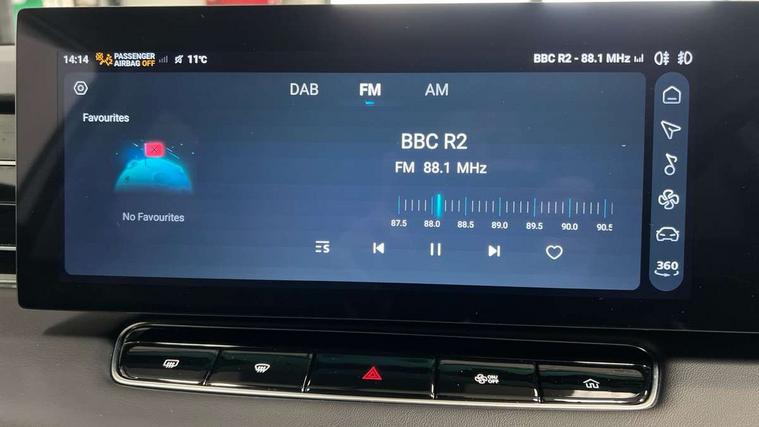 14:14 PASSENGER AIRBAG OFF 11°C BBC R2 - 88.1 MHz
DAB FM AM
Favourites
BBC R2
FM 88.1 MHz
No Favourites
87.5 88.0 88.5 89.0 89.5 90.0 90.5
360
ON/OFF